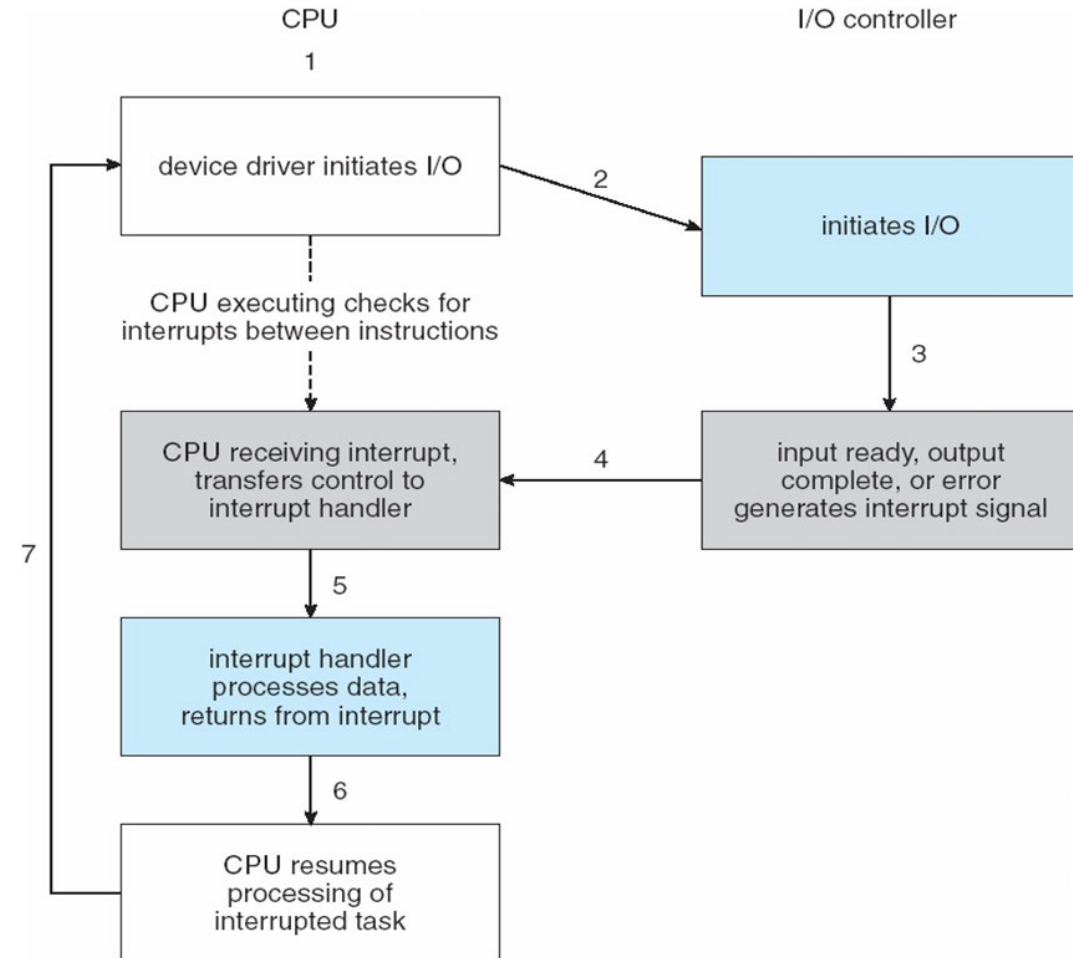 CPU
I/O controller
1
device driver initiates I/O
2
initiates I/O
CPU executing checks for
interrupts between instructions
3
CPU receiving interrupt,
transfers control to
interrupt handler
4
input ready, output
complete, or error
generates interrupt signal
7
5
interrupt handler
processes data,
returns from interrupt
6
CPU resumes
processing of
interrupted task